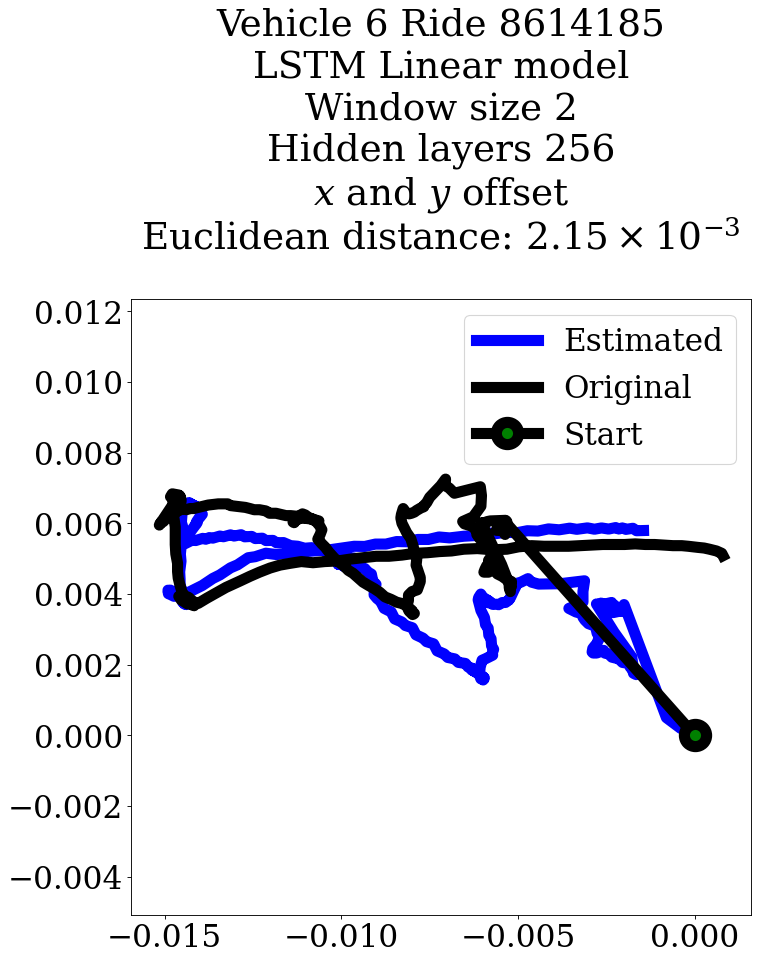 Vehicle 6 Ride 8614185
LSTM Linear model
Window size 2
Hidden layers 256
x and y offset
Euclidean distance: 2.15 × 10⁻³
Estimated
Original
Start
0.012
0.010
0.008
0.006
0.004
0.002
0.000
−0.002
−0.004
−0.015 −0.010 −0.005 0.000